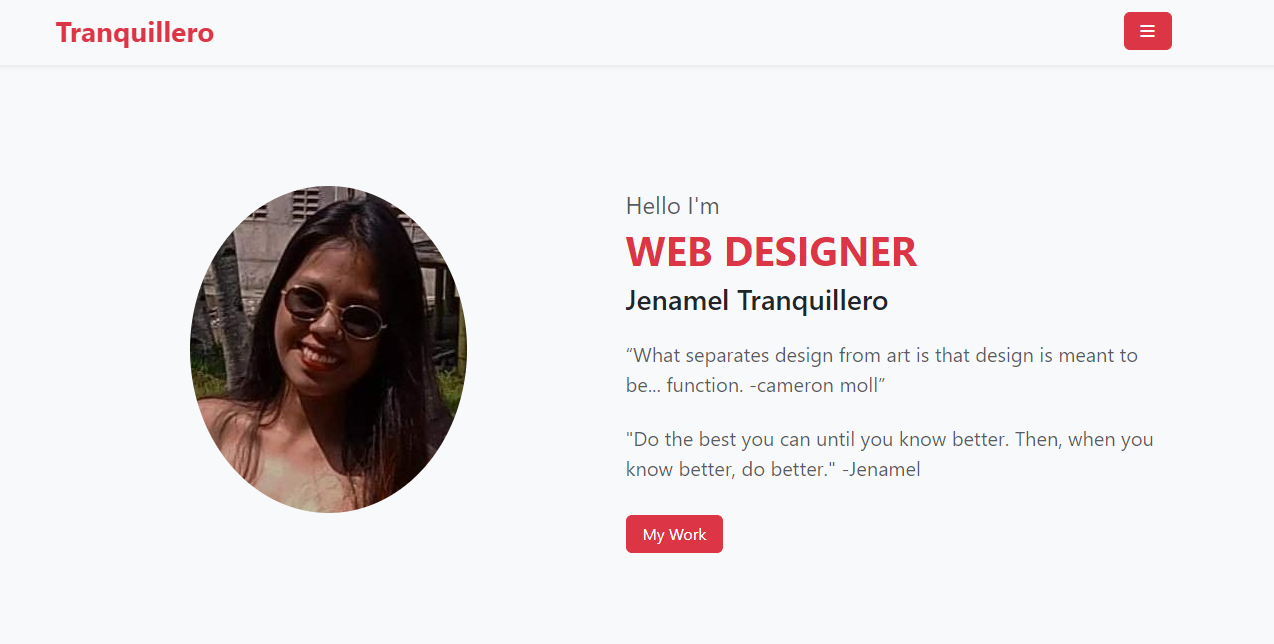 Tranquillero
Hello I'm
WEB DESIGNER
Jenamel Tranquillero
“What separates design from art is that design is meant to
be... function. -cameron moll”
"Do the best you can until you know better. Then, when you
know better, do better." -Jenamel
My Work